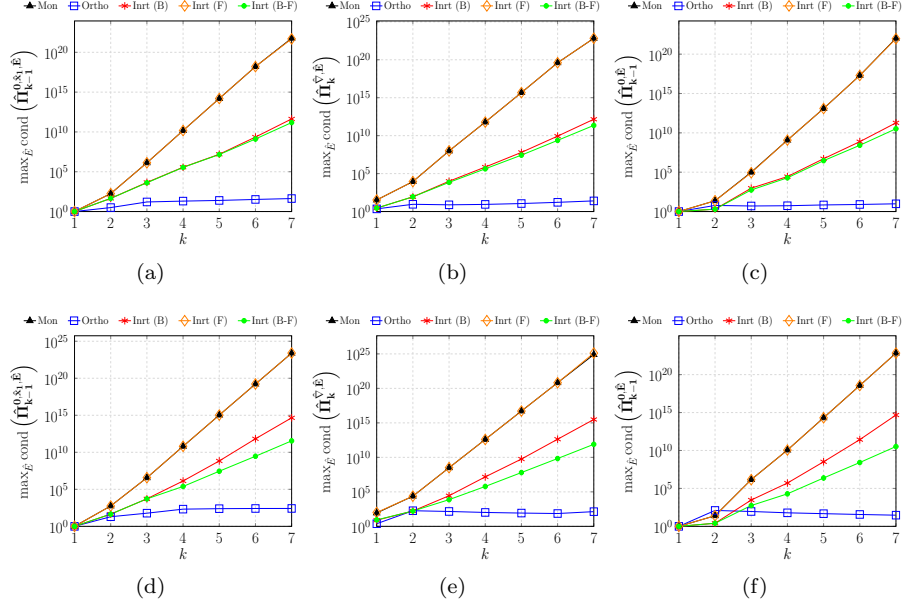 Mon Ortho Inrt (B) Inrt (F) Inrt (B-F)
10^20
10^15
10^10
10^5
10^0
1 2 3 4 5 6 7
k
max_Ê cond (Π̂^{0,x̂_1,Ê}_{k−1})
(a)
Mon Ortho Inrt (B) Inrt (F) Inrt (B-F)
10^20
10^15
10^10
10^5
10^0
1 2 3 4 5 6 7
k
max_Ê cond (Π̂^{∇̂,Ê}_k)
(b)
Mon Ortho Inrt (B) Inrt (F) Inrt (B-F)
10^20
10^15
10^10
10^5
10^0
1 2 3 4 5 6 7
k
max_Ê cond (Π̂^{0,Ê}_{k−1})
(c)
Mon Ortho Inrt (B) Inrt (F) Inrt (B-F)
10^25
10^20
10^15
10^10
10^5
10^0
1 2 3 4 5 6 7
k
max_Ê cond (Π̂^{0,x̂_1,Ê}_{k−1})
(d)
Mon Ortho Inrt (B) Inrt (F) Inrt (B-F)
10^25
10^20
10^15
10^10
10^5
10^0
1 2 3 4 5 6 7
k
max_Ê cond (Π̂^{∇̂,Ê}_k)
(e)
Mon Ortho Inrt (B) Inrt (F) Inrt (B-F)
10^20
10^15
10^10
10^5
10^0
1 2 3 4 5 6 7
k
max_Ê cond (Π̂^{0,Ê}_{k−1})
(f)